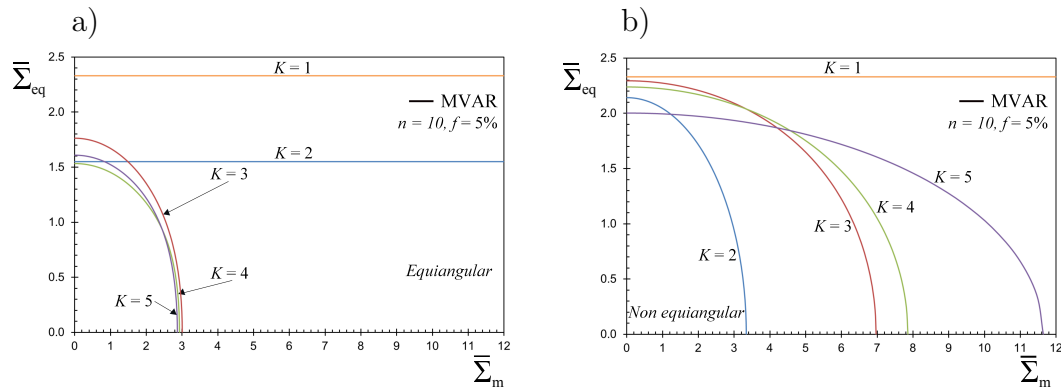 a)
2.5
2.0
1.5
1.0
0.5
0.0
0 1 2 3 4 5 6 7 8 9 10 11 12
Σ̅eq
Σ̅m
K = 1
MVAR
n = 10, f = 5%
K = 2
K = 3
K = 4
K = 5
Equiangular
b)
2.5
2.0
1.5
1.0
0.5
0.0
0 1 2 3 4 5 6 7 8 9 10 11 12
Σ̅eq
Σ̅m
K = 1
MVAR
n = 10, f = 5%
K = 5
K = 4
K = 3
K = 2
Non equiangular